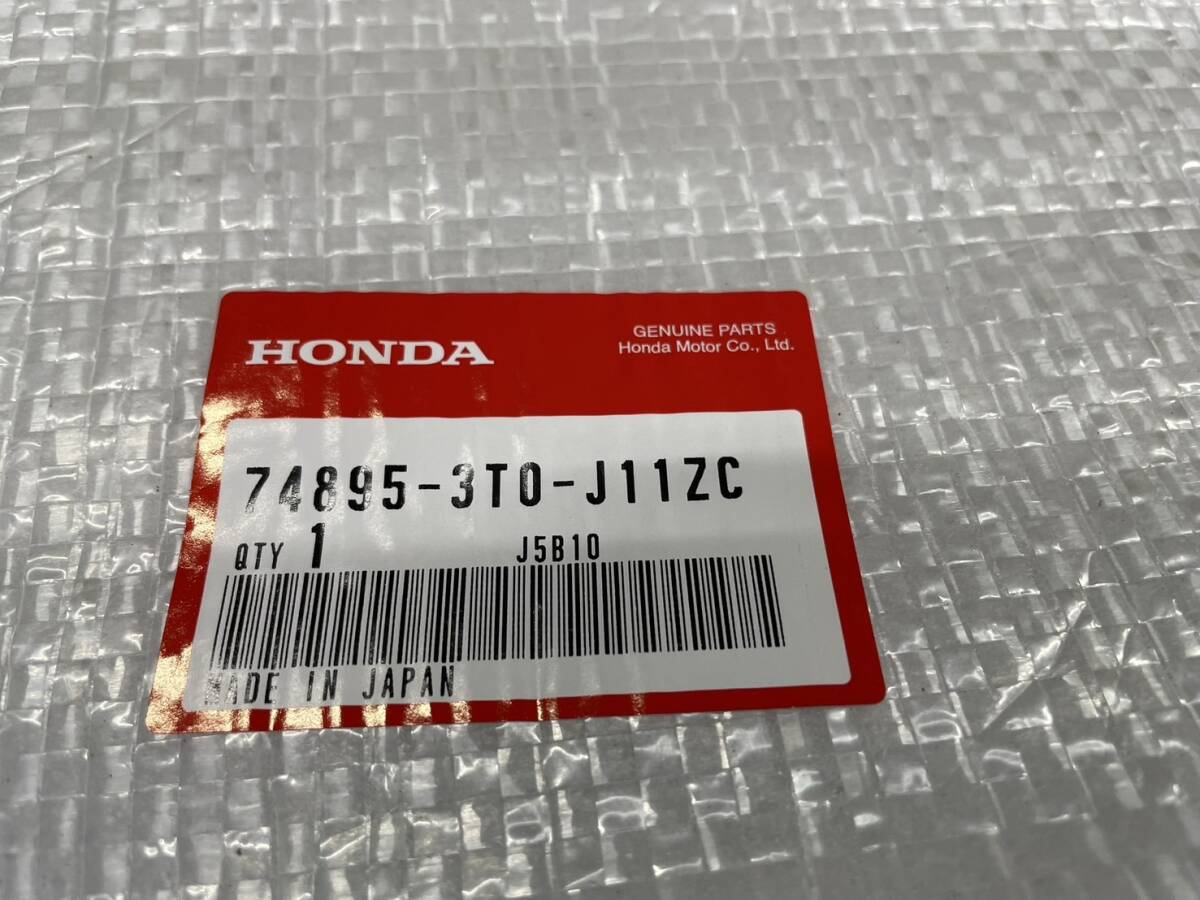 HONDA
GENUINE PARTS
Honda Motor Co., Ltd.
74895-3T0-J11ZC
QTY 1 J5B10
MADE IN JAPAN